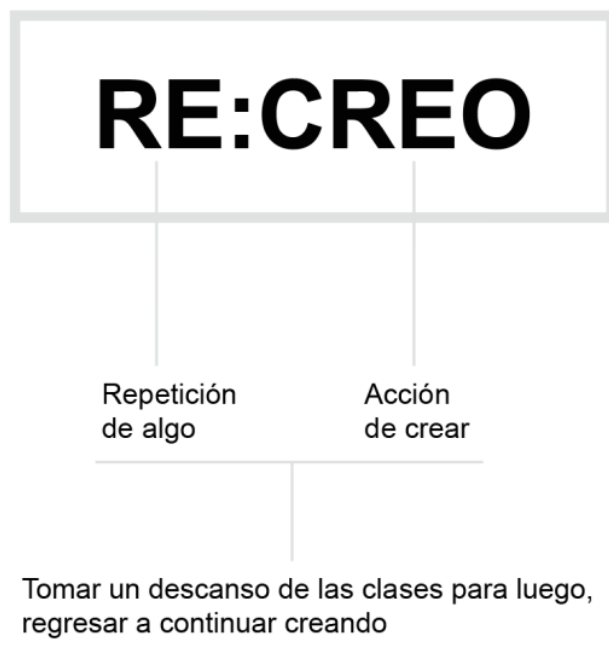 RE:CREO
Repetición
de algo
Acción
de crear
Tomar un descanso de las clases para luego,
regresar a continuar creando